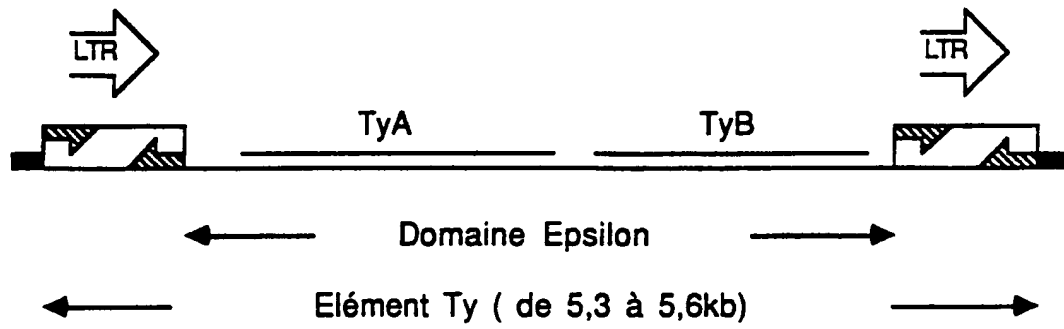 LTR LTR
TyA TyB
Domaine Epsilon
Elément Ty ( de 5,3 à 5,6kb)